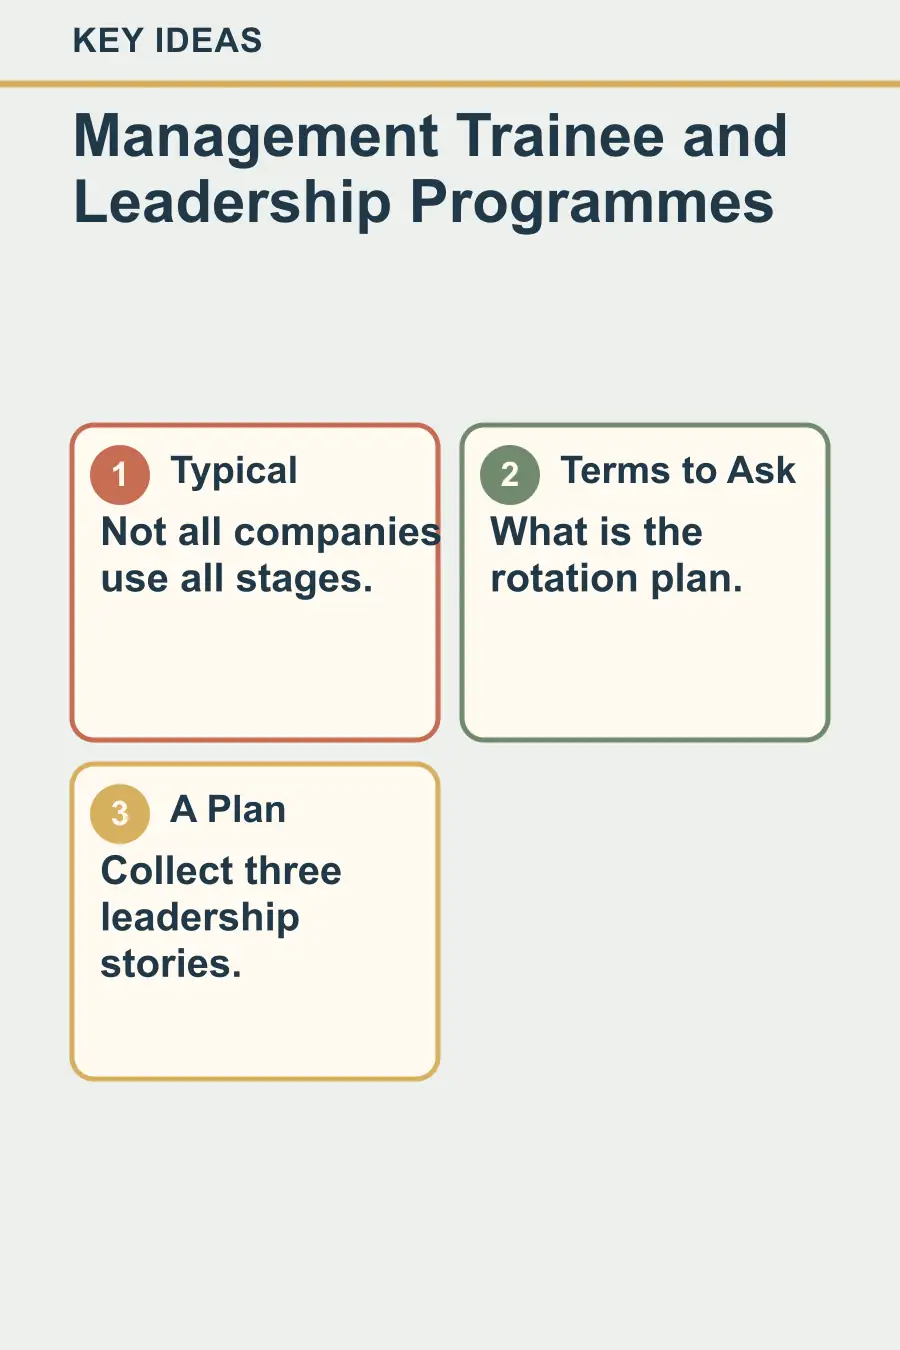 KEY IDEAS
Management Trainee and
Leadership Programmes
1 Typical
Not all companies
use all stages.
2 Terms to Ask
What is the
rotation plan.
3 A Plan
Collect three
leadership
stories.